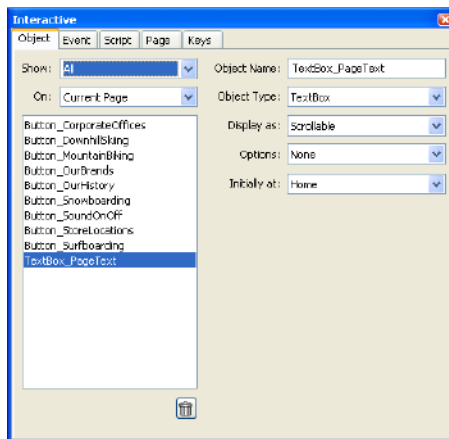 Interactive
Object Event Script Page Keys
Show: All
On: Current Page
Button_CorporateOffices
Button_DownhillSkiing
Button_MountainBiking
Button_OurBrands
Button_OurHistory
Button_Snowboarding
Button_SoundOnOff
Button_StoreLocations
Button_Surfboarding
TextBox_PageText
Object Name: TextBox_PageText
Object Type: TextBox
Display as: Scrollable
Options: None
Initially at: Home